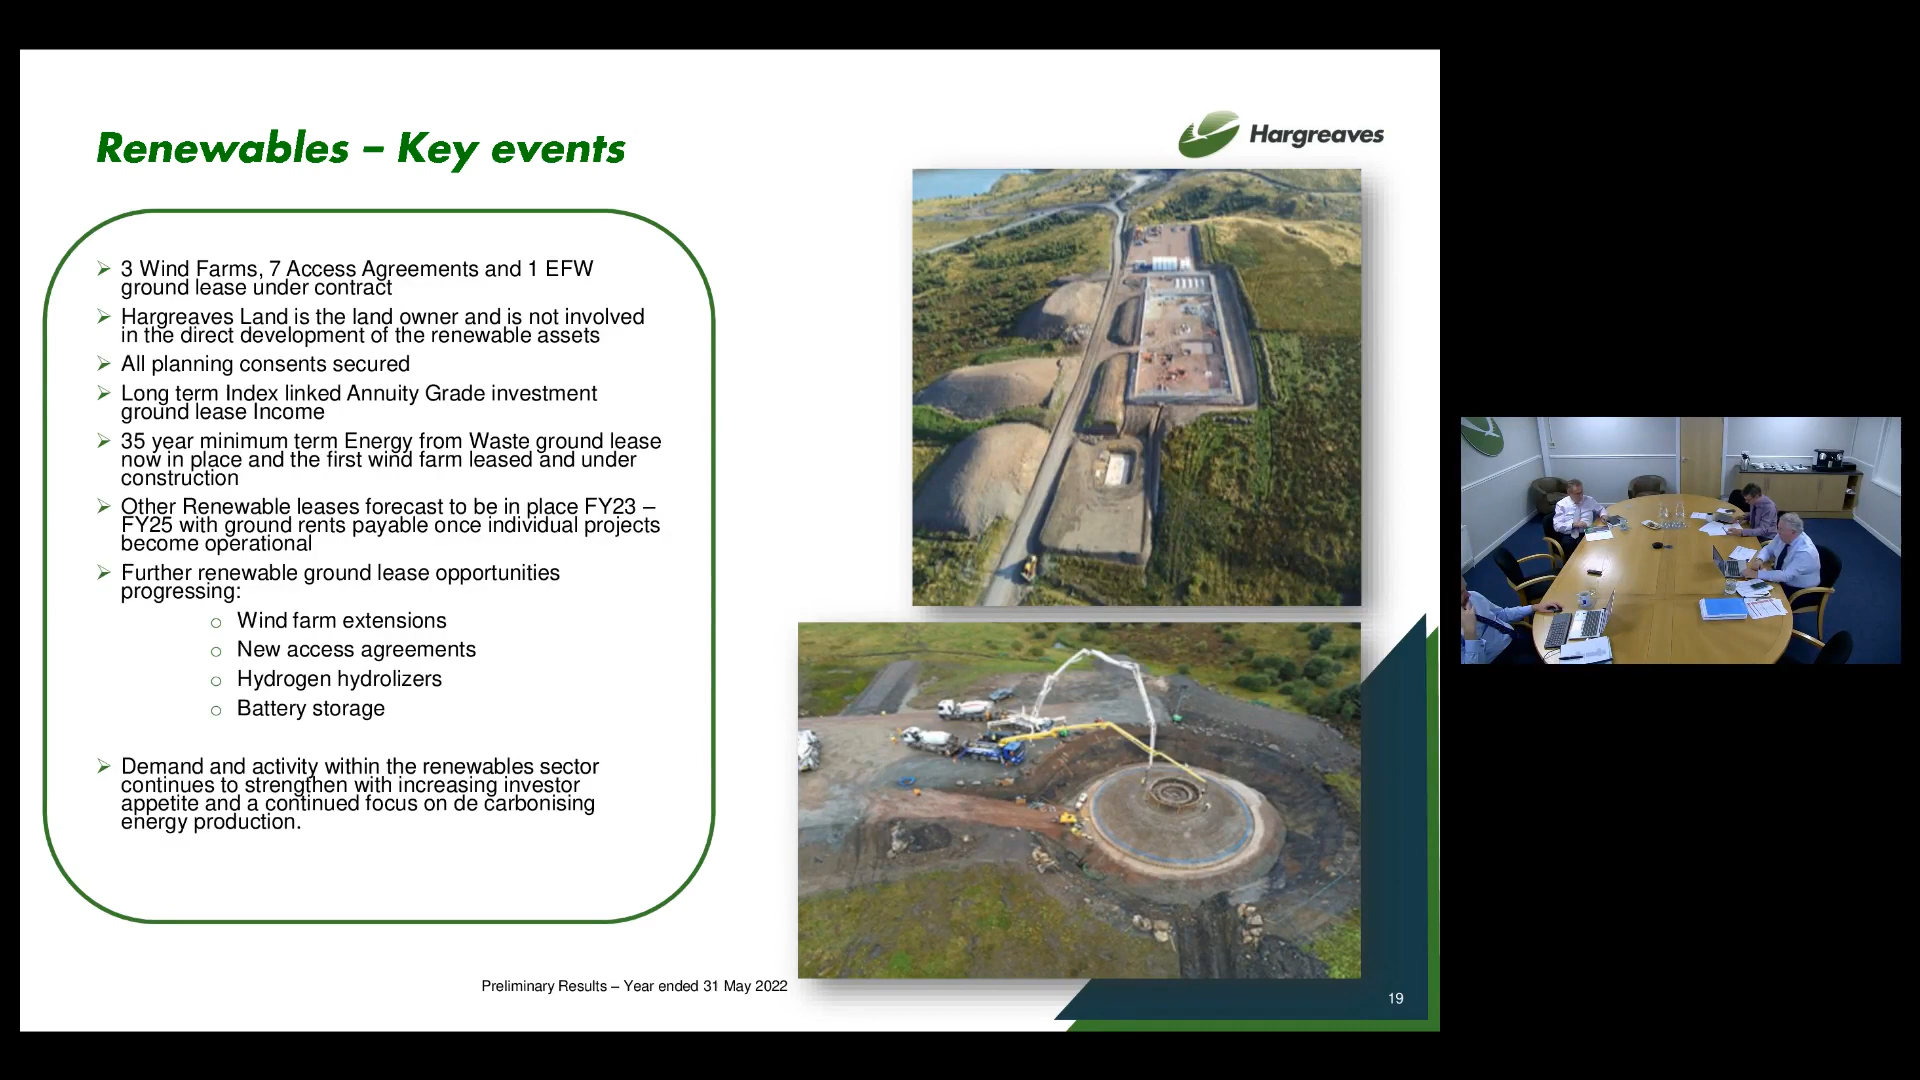 Renewables – Key events
Hargreaves
➢ 3 Wind Farms, 7 Access Agreements and 1 EFW
ground lease under contract
➢ Hargreaves Land is the land owner and is not involved
in the direct development of the renewable assets
➢ All planning consents secured
➢ Long term Index linked Annuity Grade investment
ground lease Income
➢ 35 year minimum term Energy from Waste ground lease
now in place and the first wind farm leased and under
construction
➢ Other Renewable leases forecast to be in place FY23 –
FY25 with ground rents payable once individual projects
become operational
➢ Further renewable ground lease opportunities
progressing:
o Wind farm extensions
o New access agreements
o Hydrogen hydrolizers
o Battery storage
➢ Demand and activity within the renewables sector
continues to strengthen with increasing investor
appetite and a continued focus on de carbonising
energy production.
Preliminary Results – Year ended 31 May 2022
19